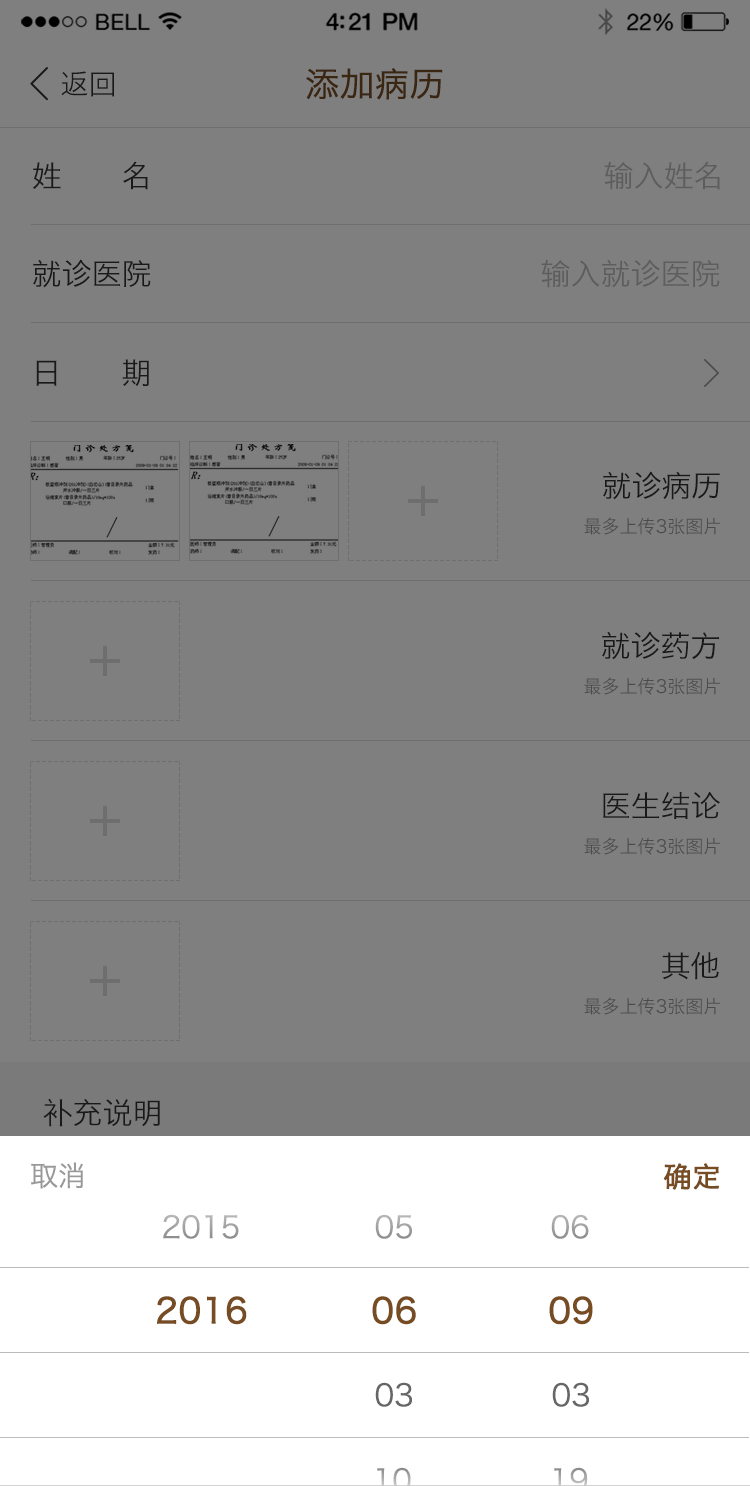 BELL 4:21 PM 22%
返回 添加病历
姓 名 输入姓名
就诊医院 输入就诊医院
日 期
门诊处方笺 门诊处方笺
就诊病历
最多上传3张图片
就诊药方
最多上传3张图片
医生结论
最多上传3张图片
其他
最多上传3张图片
补充说明
取消 确定
2015 05 06
2016 06 09
03 03
10 19